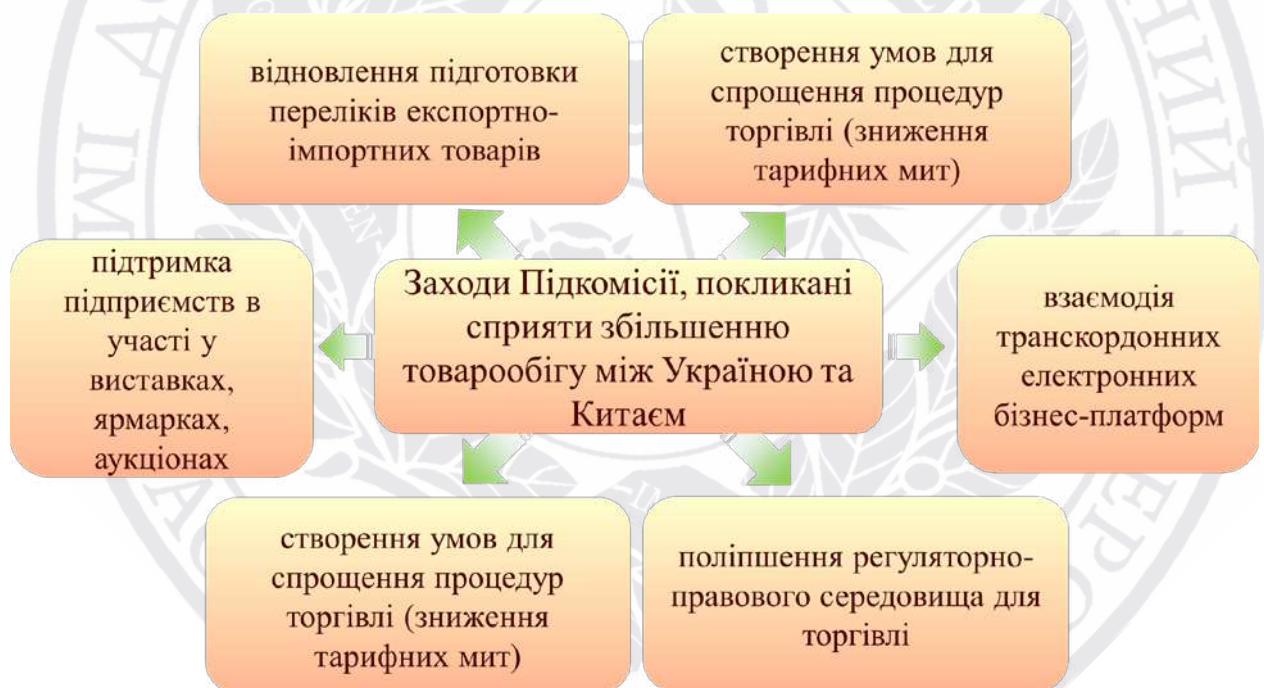 відновлення підготовки
переліків експортно-
імпортних товарів
створення умов для
спрощення процедур
торгівлі (зниження
тарифних мит)
підтримка
підприємств в
участі у
виставках,
ярмарках,
аукціонах
Заходи Підкомісії, покликані
сприяти збільшенню
товарообігу між Україною та
Китаєм
взаємодія
транскордонних
електронних
бізнес-платформ
створення умов для
спрощення процедур
торгівлі (зниження
тарифних мит)
поліпшення регуляторно-
правового середовища для
торгівлі